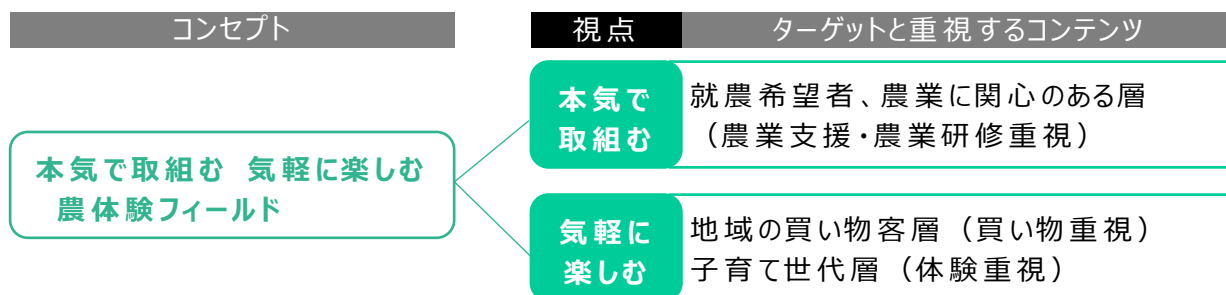 コンセプト
視点
ターゲットと重視するコンテンツ
本気で取組む 気軽に楽しむ
農体験フィールド
本気で
取組む
就農希望者、農業に関心のある層
（農業支援・農業研修重視）
気軽に
楽しむ
地域の買い物客層（買い物重視）
子育て世代層（体験重視）